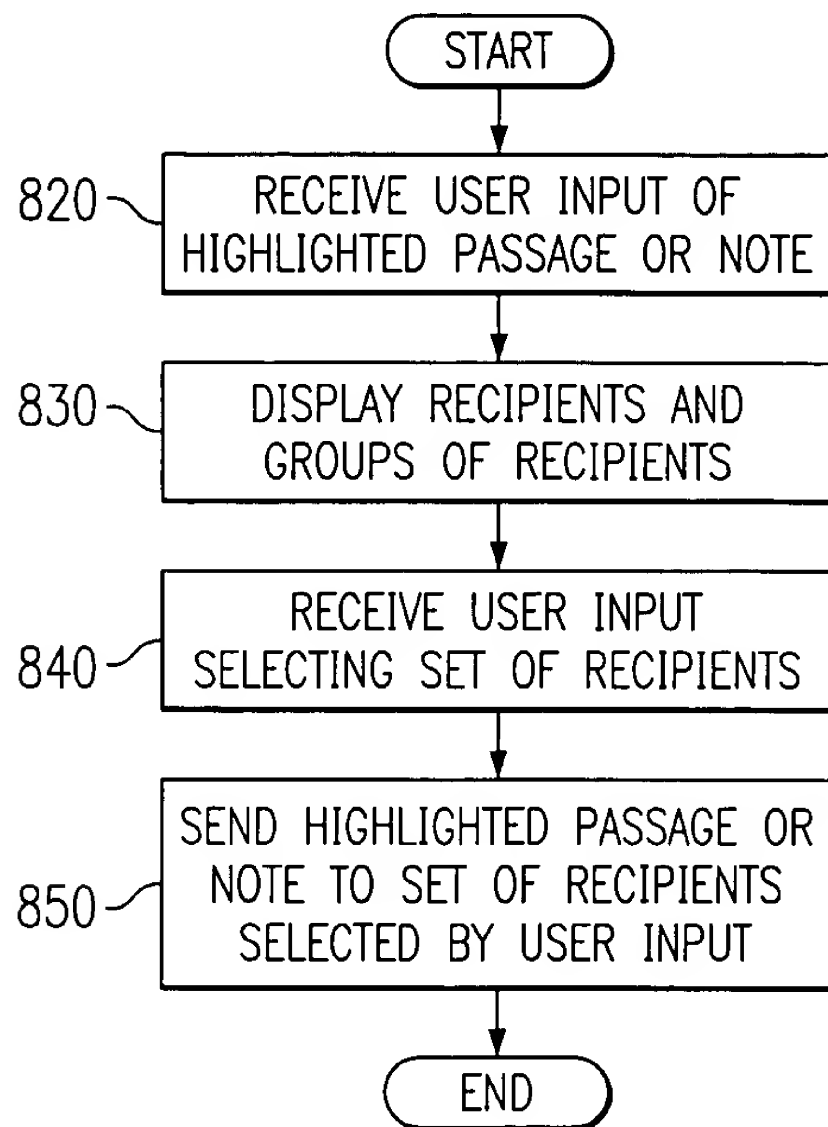 START
820
RECEIVE USER INPUT OF
HIGHLIGHTED PASSAGE OR NOTE
830
DISPLAY RECIPIENTS AND
GROUPS OF RECIPIENTS
840
RECEIVE USER INPUT
SELECTING SET OF RECIPIENTS
850
SEND HIGHLIGHTED PASSAGE OR
NOTE TO SET OF RECIPIENTS
SELECTED BY USER INPUT
END